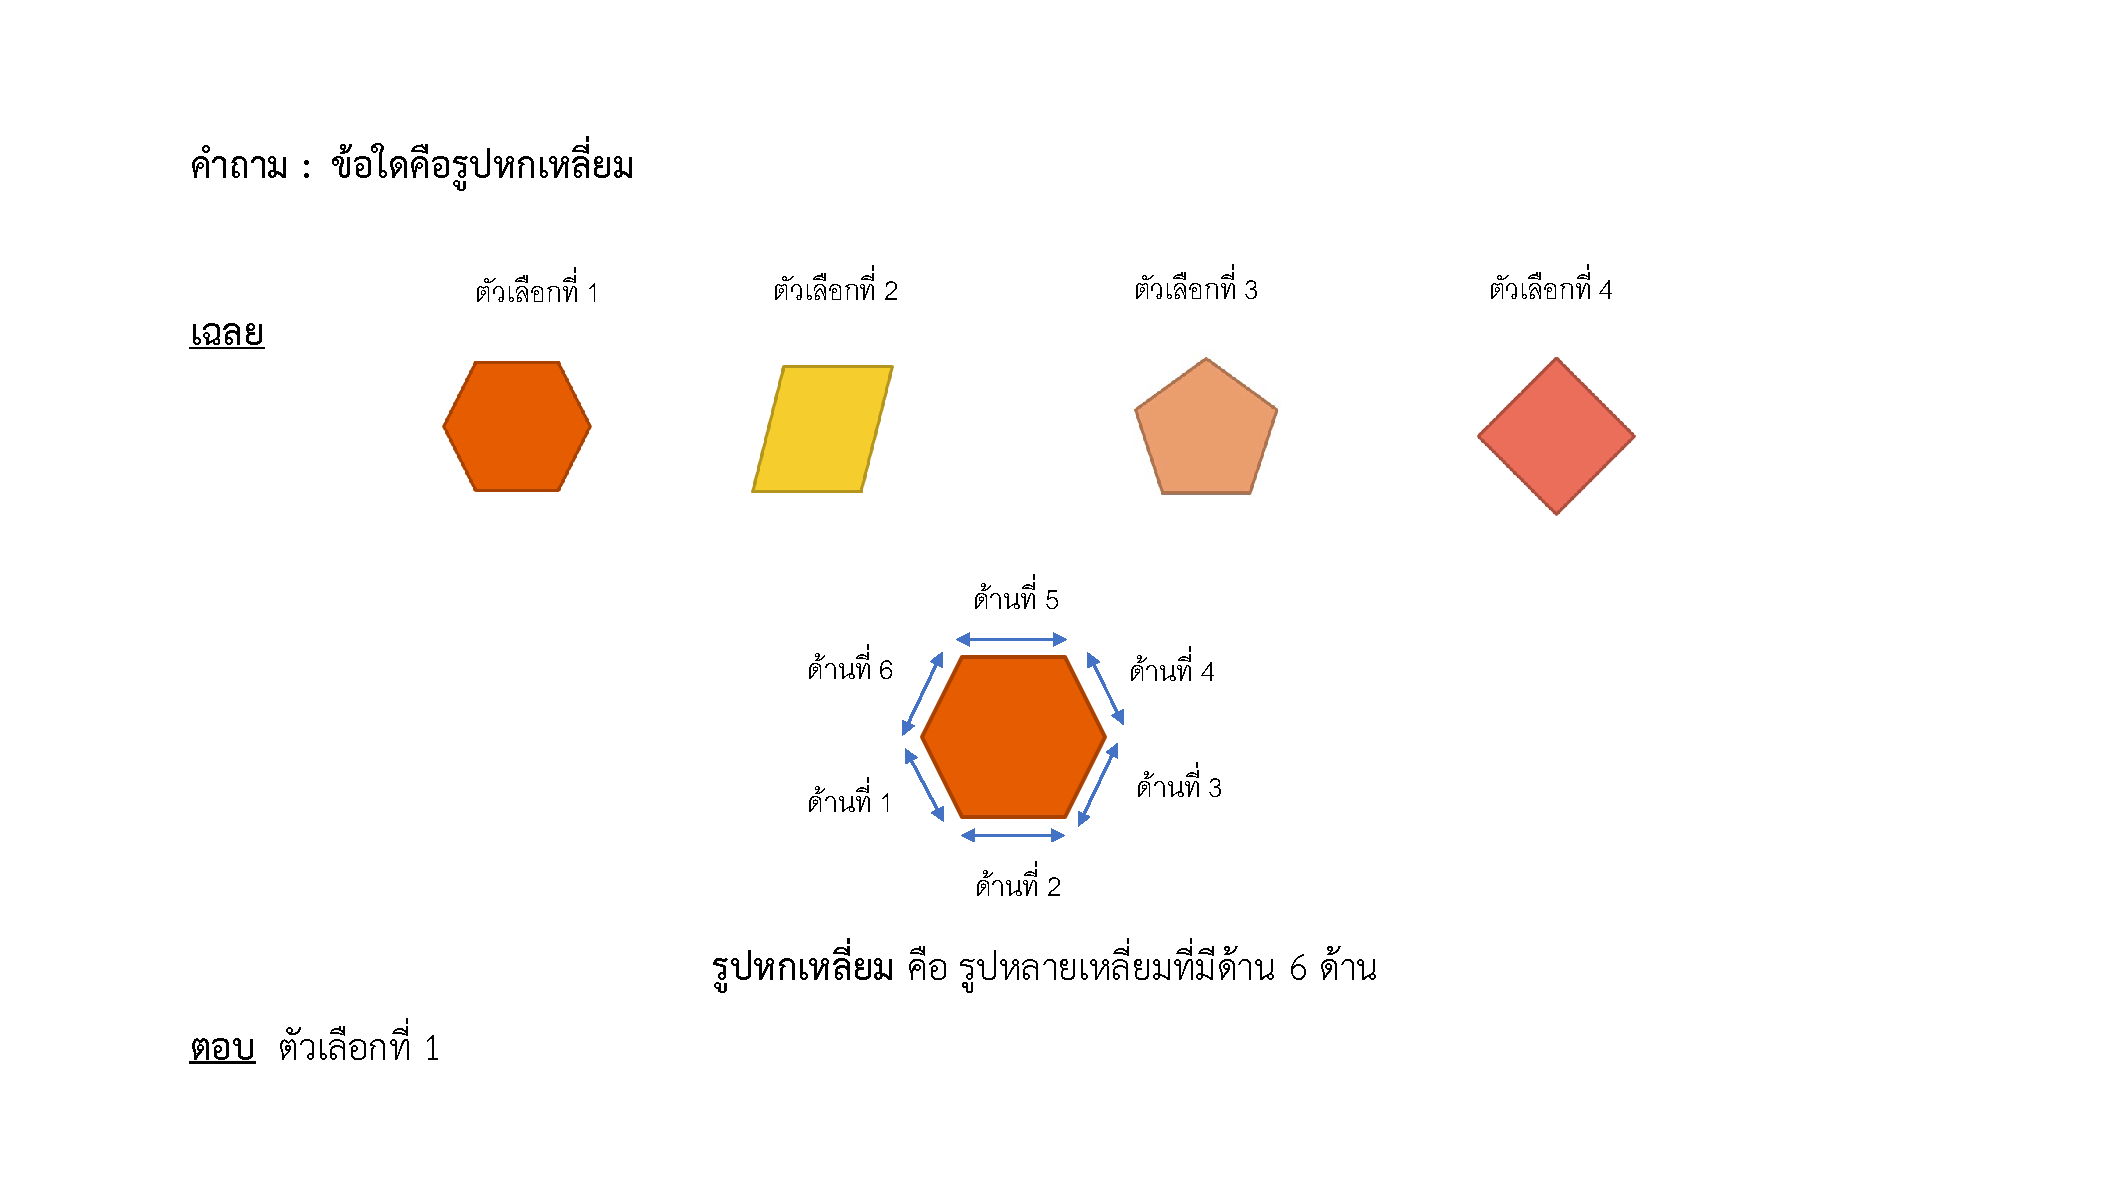 คำถาม : ข้อใดคือรูปหกเหลี่ยม
ตัวเลือกที่ 1 ตัวเลือกที่ 2 ตัวเลือกที่ 3 ตัวเลือกที่ 4
เฉลย
ด้านที่ 5
ด้านที่ 6 ด้านที่ 4
ด้านที่ 1 ด้านที่ 3
ด้านที่ 2
รูปหกเหลี่ยม คือ รูปหลายเหลี่ยมที่มีด้าน 6 ด้าน
ตอบ ตัวเลือกที่ 1